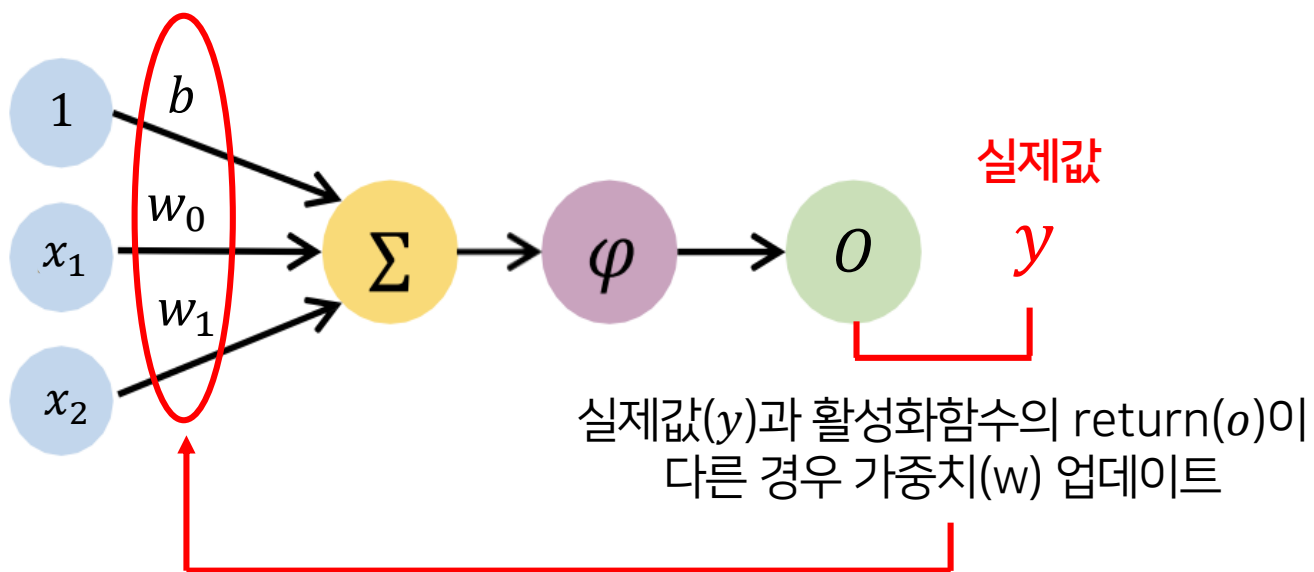 1
b
x₁
w₀
x₂
w₁
Σ
φ
O
실제값
y
실제값(y)과 활성화함수의 return(o)이
다른 경우 가중치(w) 업데이트